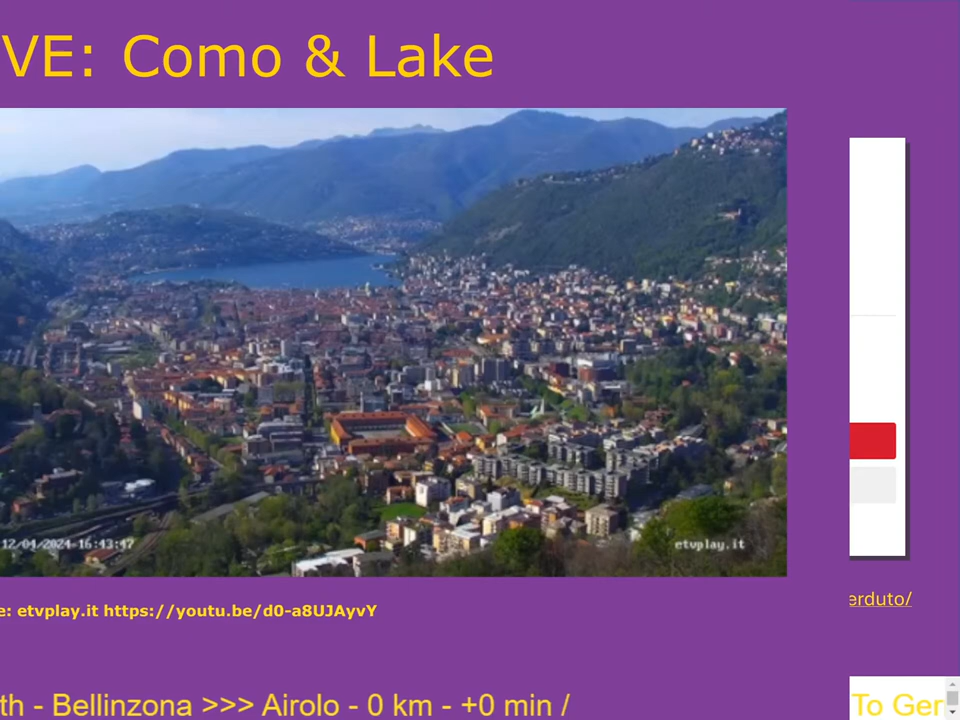 VE: Como & Lake
12/04/2024-16:43:47
etvplay.it
e: etvplay.it https://youtu.be/d0-a8UJAyvY
erduto/
th - Bellinzona >>> Airolo - 0 km - +0 min /
To Ger